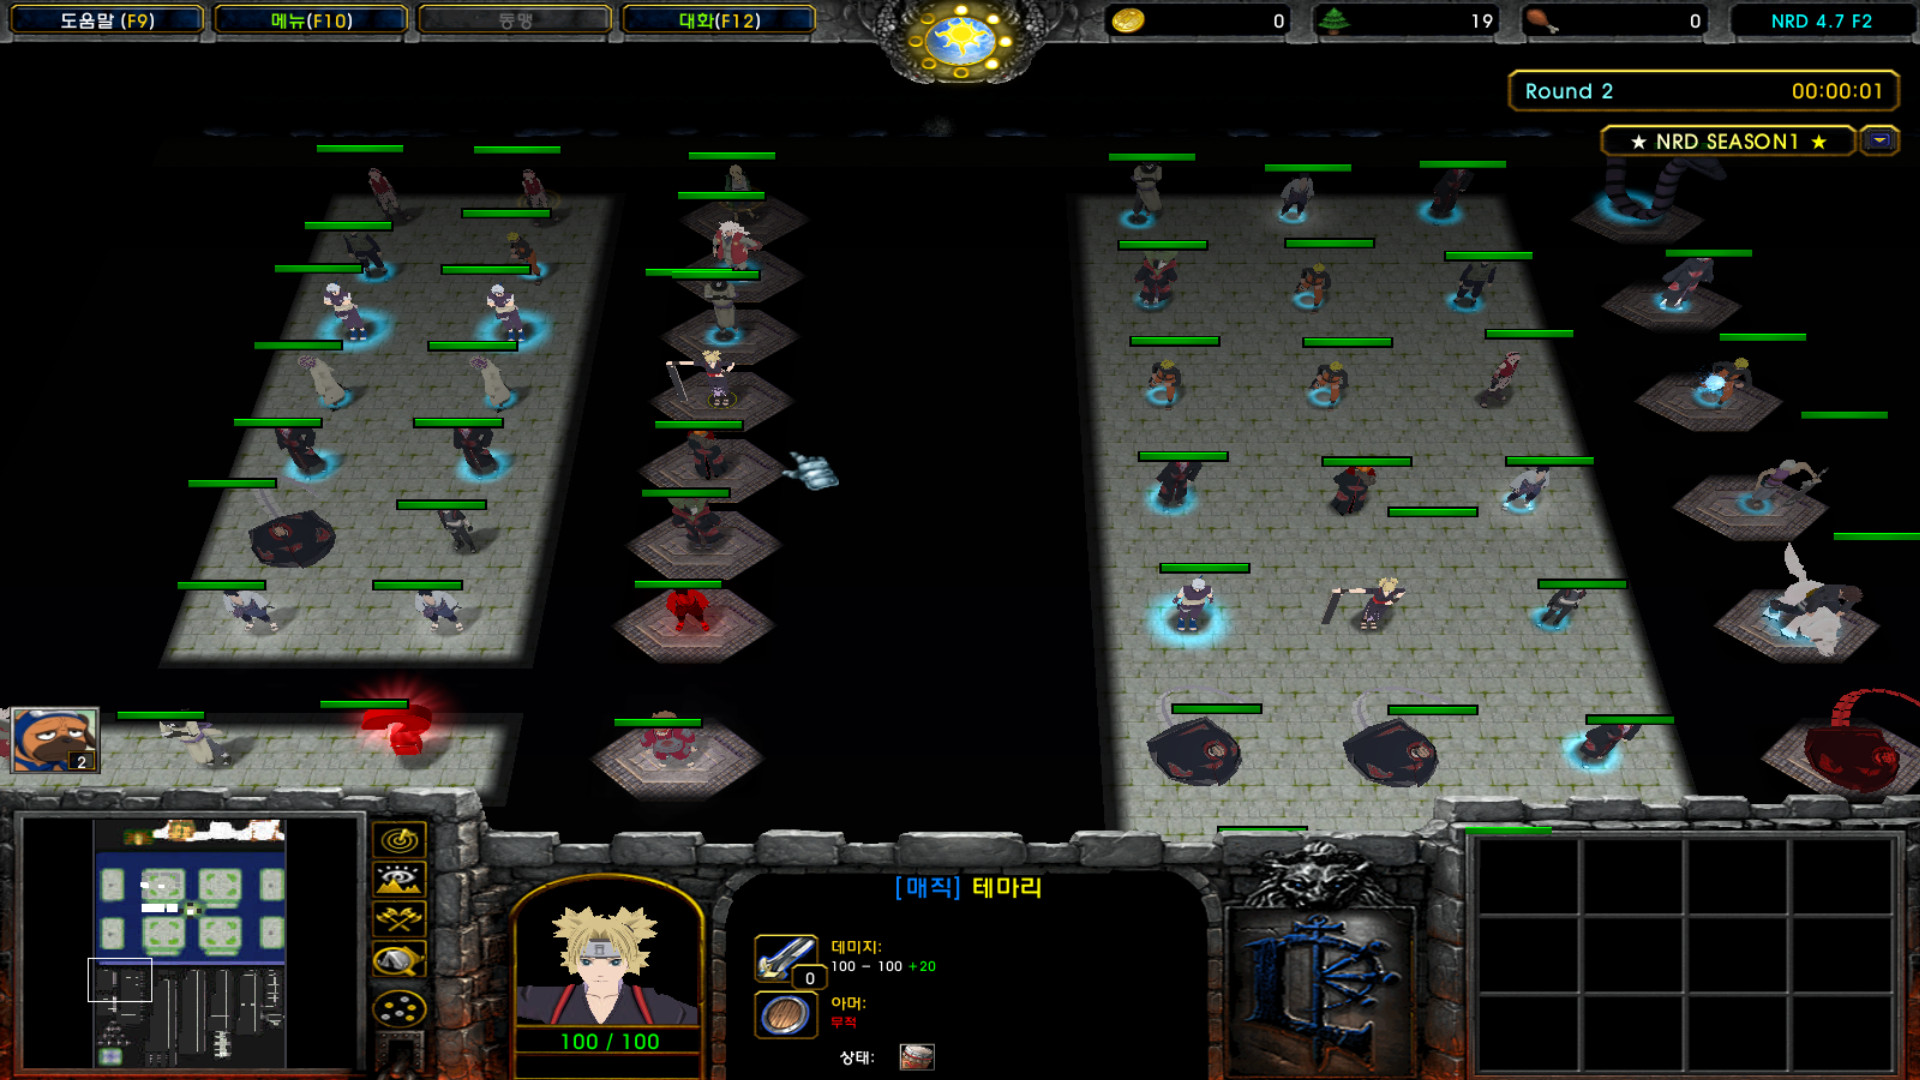 도움말 (F9)
메뉴(F10)
동맹
대화(F12)
0
19
0
NRD 4.7 F2
Round 2
00:00:01
★ NRD SEASON1 ★
2
[매직] 테마리
데미지:
100 - 100 +20
0
아머:
무적
100 / 100
상태: